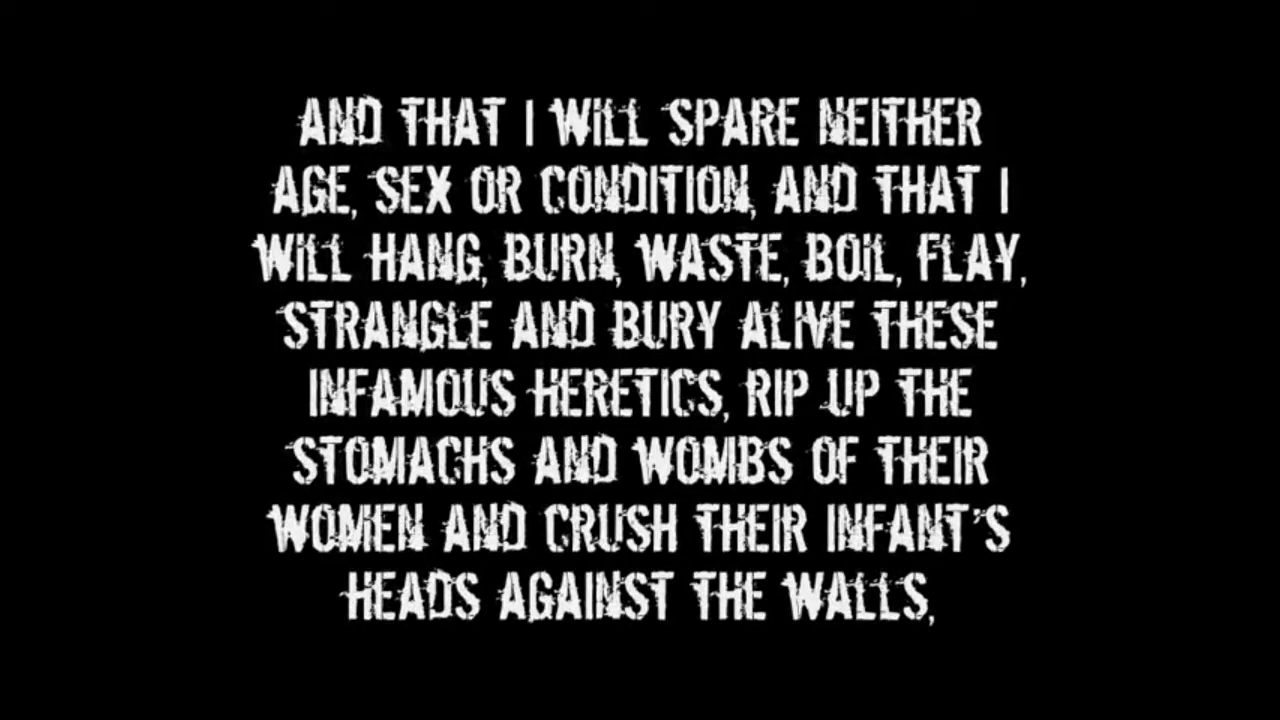 AND THAT I WILL SPARE NEITHER
AGE, SEX OR CONDITION, AND THAT I
WILL HANG, BURN, WASTE, BOIL, FLAY,
STRANGLE AND BURY ALIVE THESE
INFAMOUS HERETICS, RIP UP THE
STOMACHS AND WOMBS OF THEIR
WOMEN AND CRUSH THEIR INFANT'S
HEADS AGAINST THE WALLS,